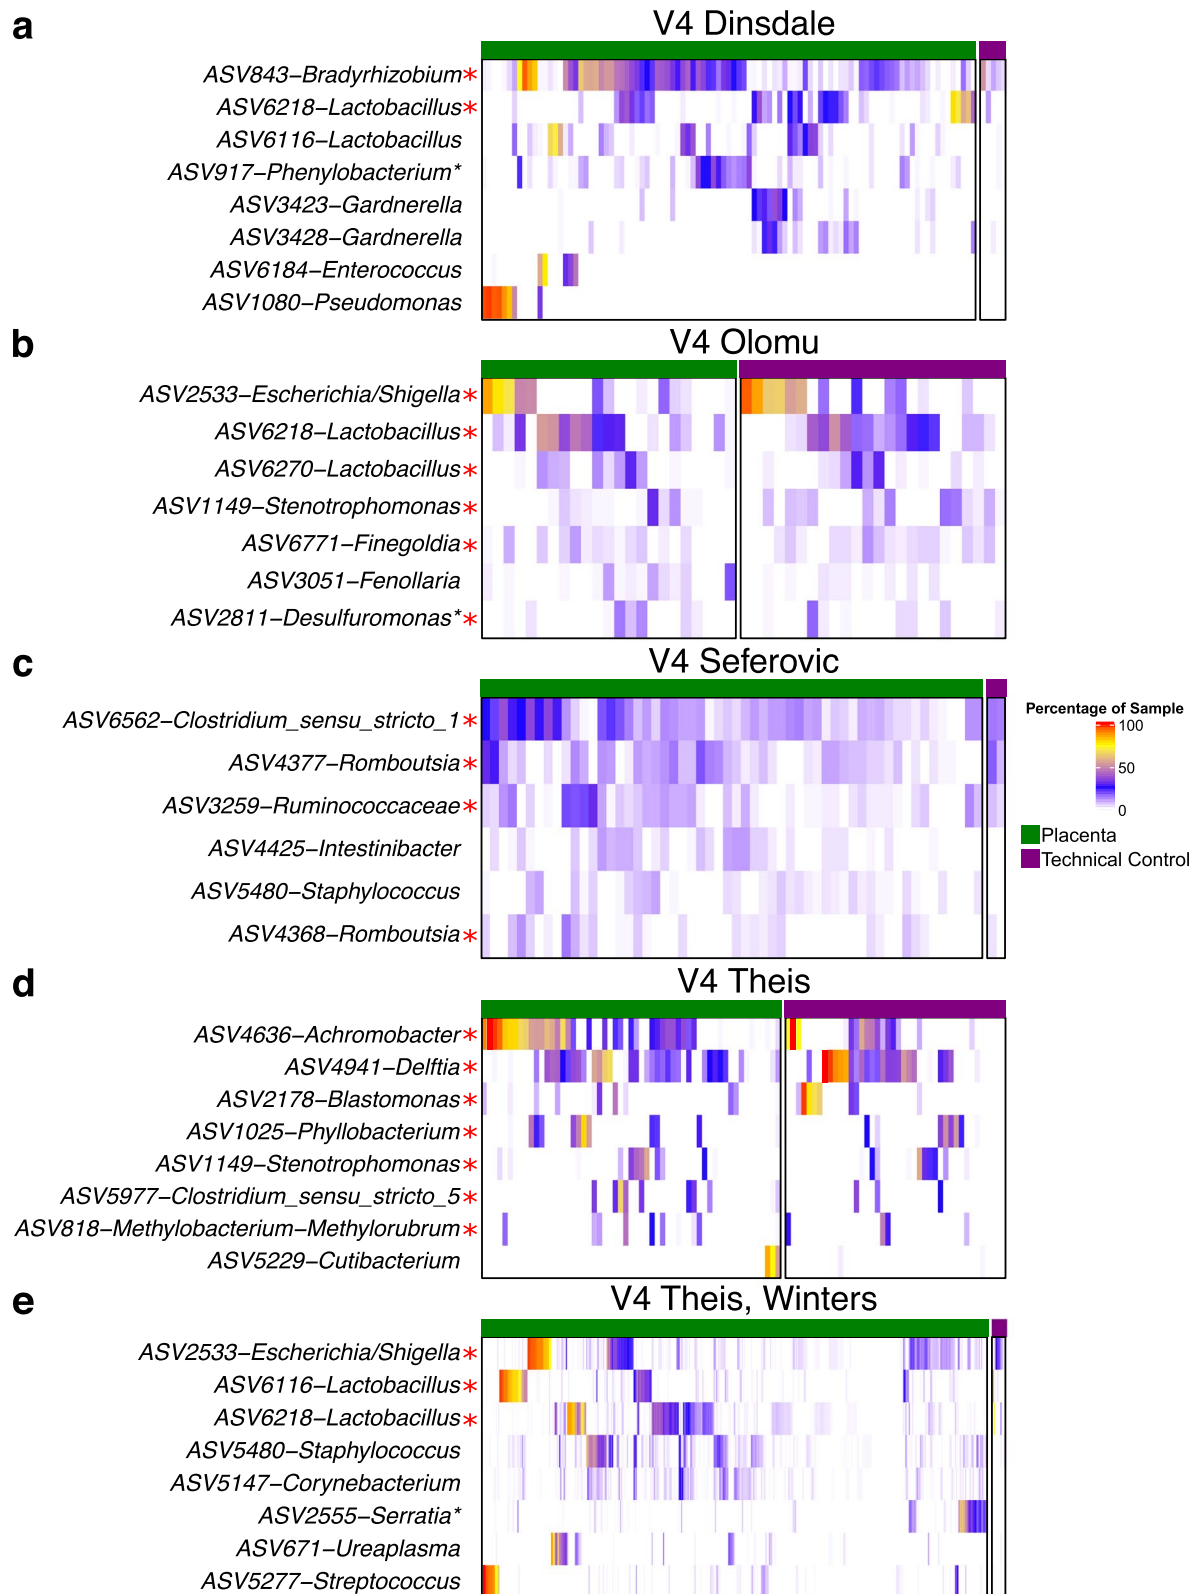 a
V4 Dinsdale
ASV843−Bradyrhizobium*
ASV6218−Lactobacillus*
ASV6116−Lactobacillus
ASV917−Phenylobacterium*
ASV3423−Gardnerella
ASV3428−Gardnerella
ASV6184−Enterococcus
ASV1080−Pseudomonas
b
V4 Olomu
ASV2533−Escherichia/Shigella*
ASV6218−Lactobacillus*
ASV6270−Lactobacillus*
ASV1149−Stenotrophomonas*
ASV6771−Finegoldia*
ASV3051−Fenollaria
ASV2811−Desulfuromonas**
c
V4 Seferovic
ASV6562−Clostridium_sensu_stricto_1*
ASV4377−Romboutsia*
ASV3259−Ruminococcaceae*
ASV4425−Intestinibacter
ASV5480−Staphylococcus
ASV4368−Romboutsia*
Percentage of Sample
100
50
0
Placenta
Technical Control
d
V4 Theis
ASV4636−Achromobacter*
ASV4941−Delftia*
ASV2178−Blastomonas*
ASV1025−Phyllobacterium*
ASV1149−Stenotrophomonas*
ASV5977−Clostridium_sensu_stricto_5*
ASV818−Methylobacterium−Methylorubrum*
ASV5229−Cutibacterium
e
V4 Theis, Winters
ASV2533−Escherichia/Shigella*
ASV6116−Lactobacillus*
ASV6218−Lactobacillus*
ASV5480−Staphylococcus
ASV5147−Corynebacterium
ASV2555−Serratia*
ASV671−Ureaplasma
ASV5277−Streptococcus